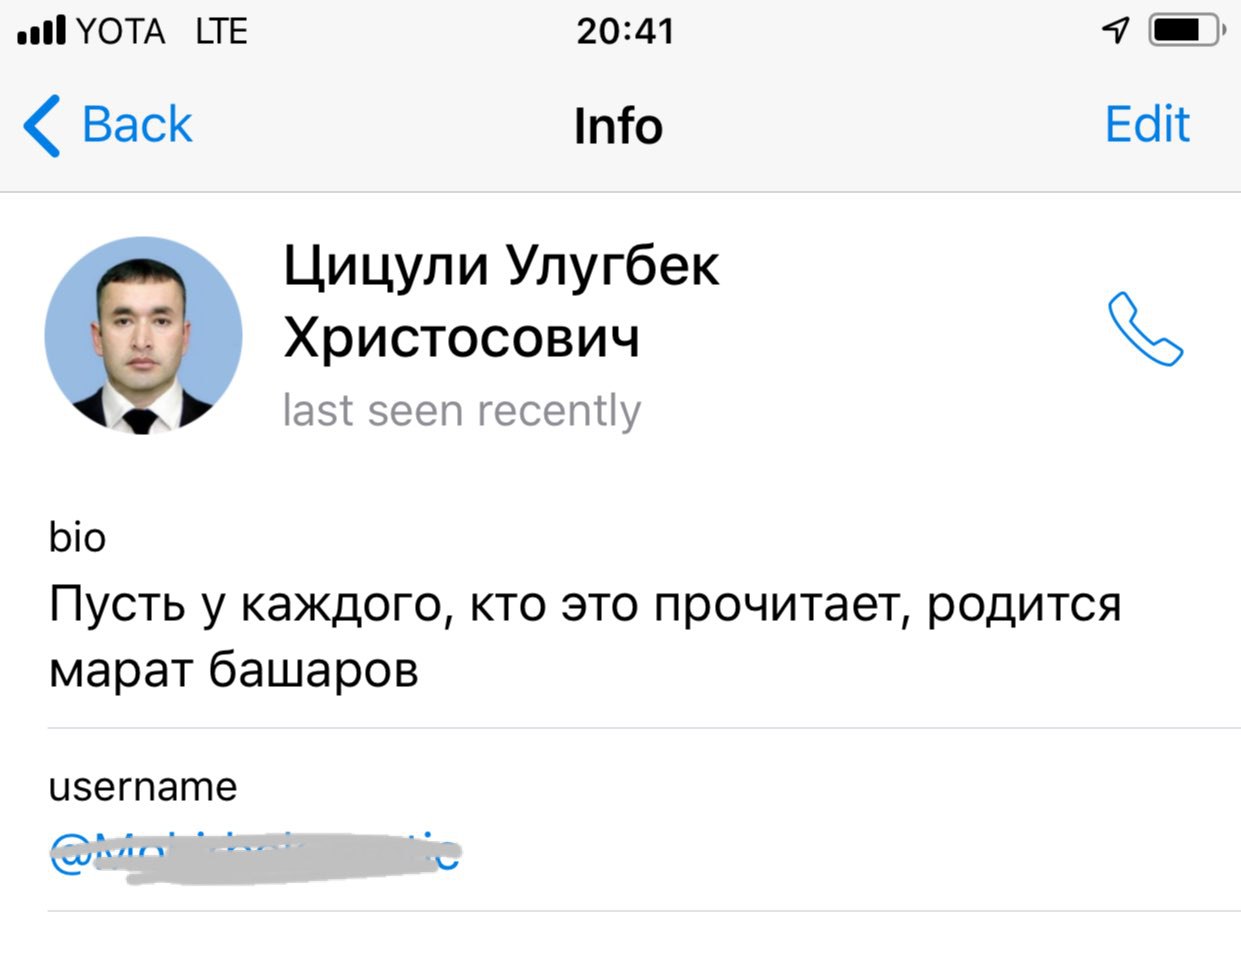 YOTA LTE 20:41
Back Info Edit
Цицули Улугбек
Христосович
last seen recently
bio
Пусть у каждого, кто это прочитает, родится
марат башаров
username